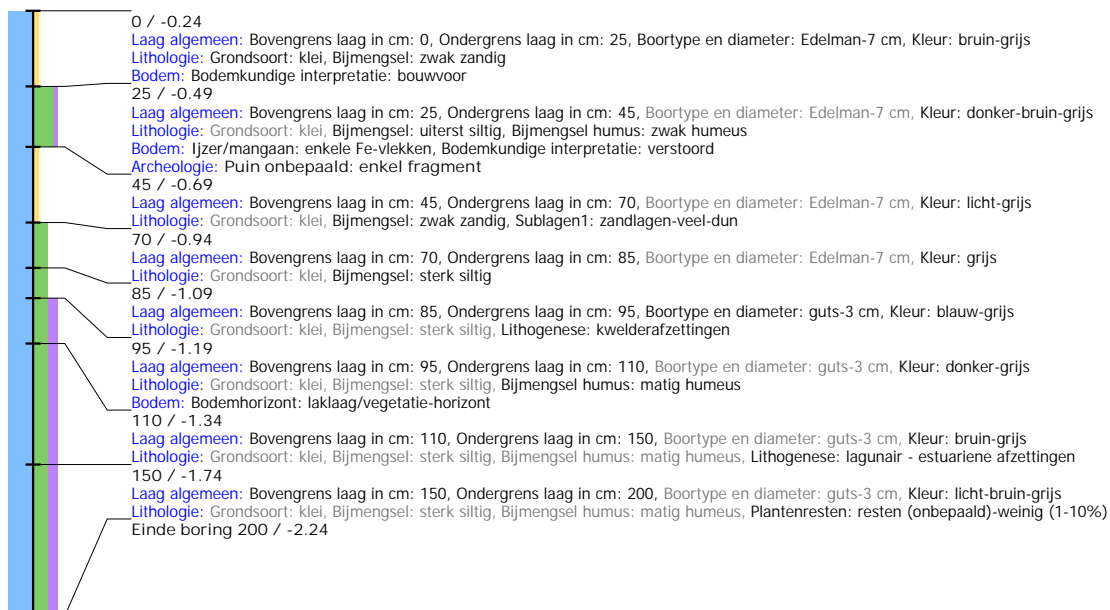 0 / -0.24
Laag algemeen: Bovengrens laag in cm: 0, Ondergrens laag in cm: 25, Boortype en diameter: Edelman-7 cm, Kleur: bruin-grijs
Lithologie: Grondsoort: klei, Bijmengsel: zwak zandig
Bodem: Bodemkundige interpretatie: bouwvoor
25 / -0.49
Laag algemeen: Bovengrens laag in cm: 25, Ondergrens laag in cm: 45, Boortype en diameter: Edelman-7 cm, Kleur: donker-bruin-grijs
Lithologie: Grondsoort: klei, Bijmengsel: uiterst siltig, Bijmengsel humus: zwak humeus
Bodem: Ijzer/mangaan: enkele Fe-vlekken, Bodemkundige interpretatie: verstoord
Archeologie: Puin onbepaald: enkel fragment
45 / -0.69
Laag algemeen: Bovengrens laag in cm: 45, Ondergrens laag in cm: 70, Boortype en diameter: Edelman-7 cm, Kleur: licht-grijs
Lithologie: Grondsoort: klei, Bijmengsel: zwak zandig, Sublagen1: zandlagen-veel-dun
70 / -0.94
Laag algemeen: Bovengrens laag in cm: 70, Ondergrens laag in cm: 85, Boortype en diameter: Edelman-7 cm, Kleur: grijs
Lithologie: Grondsoort: klei, Bijmengsel: sterk siltig
85 / -1.09
Laag algemeen: Bovengrens laag in cm: 85, Ondergrens laag in cm: 95, Boortype en diameter: guts-3 cm, Kleur: blauw-grijs
Lithologie: Grondsoort: klei, Bijmengsel: sterk siltig, Lithogenese: kwelderafzettingen
95 / -1.19
Laag algemeen: Bovengrens laag in cm: 95, Ondergrens laag in cm: 110, Boortype en diameter: guts-3 cm, Kleur: donker-grijs
Lithologie: Grondsoort: klei, Bijmengsel: sterk siltig, Bijmengsel humus: matig humeus
Bodem: Bodemhorizont: laklaag/vegetatie-horizont
110 / -1.34
Laag algemeen: Bovengrens laag in cm: 110, Ondergrens laag in cm: 150, Boortype en diameter: guts-3 cm, Kleur: bruin-grijs
Lithologie: Grondsoort: klei, Bijmengsel: sterk siltig, Bijmengsel humus: matig humeus, Lithogenese: lagunair - estuariene afzettingen
150 / -1.74
Laag algemeen: Bovengrens laag in cm: 150, Ondergrens laag in cm: 200, Boortype en diameter: guts-3 cm, Kleur: licht-bruin-grijs
Lithologie: Grondsoort: klei, Bijmengsel: sterk siltig, Bijmengsel humus: matig humeus, Plantenresten: resten (onbepaald)-weinig (1-10%)
Einde boring 200 / -2.24